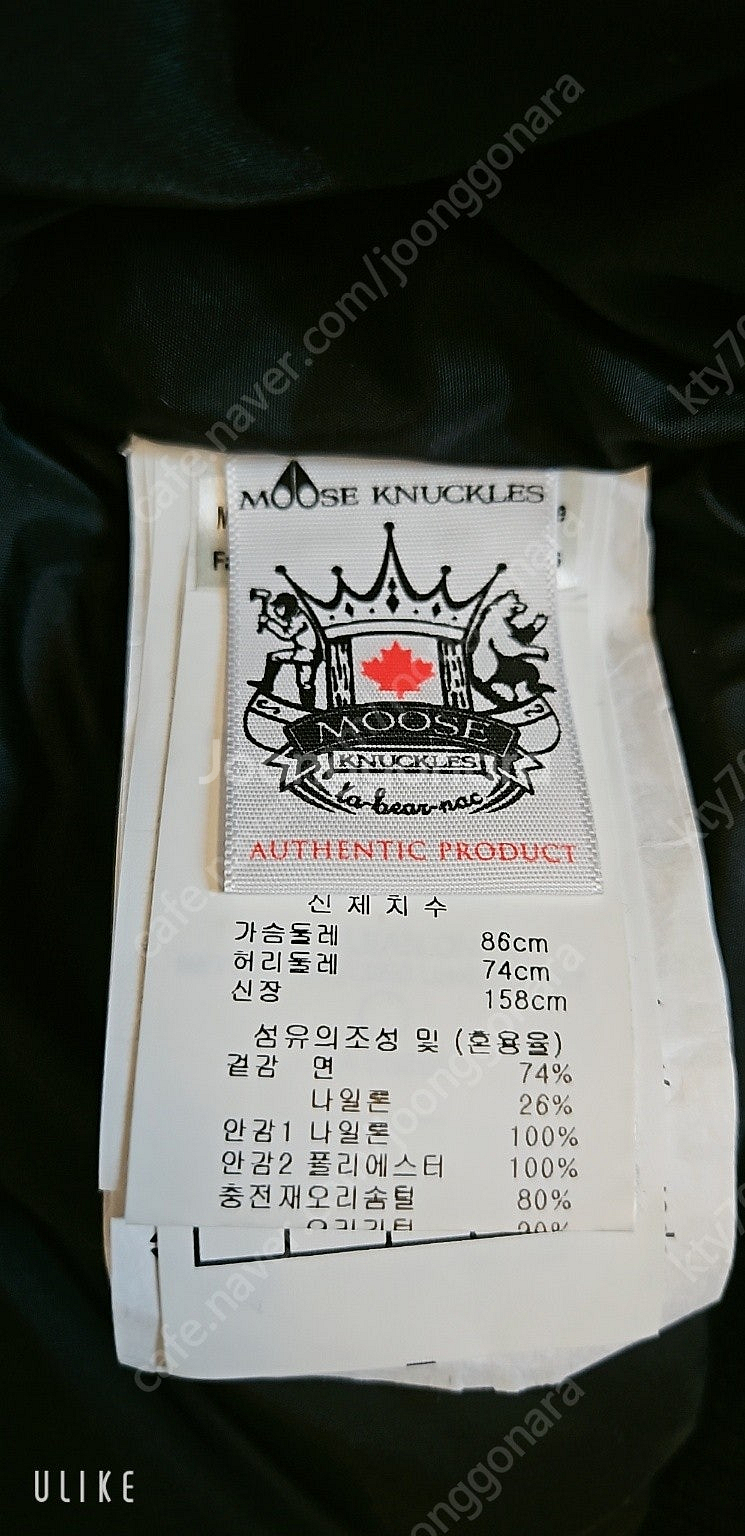 MOOSE KNUCKLES
MOOSE
KNUCKLES
ta-bear-nac
AUTHENTIC PRODUCT
신 체 치 수
가슴둘레 86cm
허리둘레 74cm
신장 158cm
섬유의조성 및 (혼용율)
겉감 면 74%
나일론 26%
안감1 나일론 100%
안감2 폴리에스터 100%
충전재오리솜털 80%
cafe.naver.com/joonggonara
ULIKE